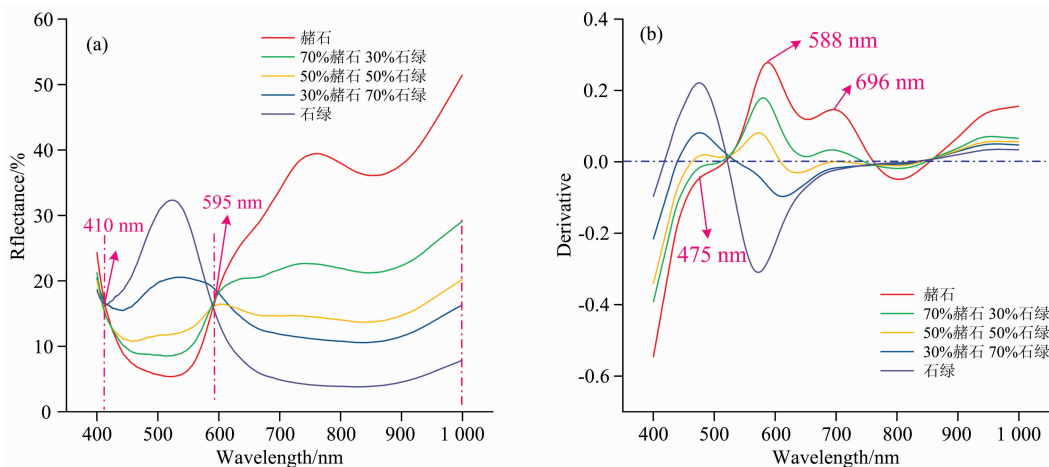 (a)
赭石
70%赭石 30%石绿
50%赭石 50%石绿
30%赭石 70%石绿
石绿
60
50
40
30
20
10
0
Rflectance/%
410 nm
595 nm
400
500
600
700
800
900
1 000
Wavelength/nm
(b)
588 nm
696 nm
475 nm
0.4
0.2
0.0
-0.2
-0.4
-0.6
Derivative
赭石
70%赭石 30%石绿
50%赭石 50%石绿
30%赭石 70%石绿
石绿
400
500
600
700
800
900
1 000
Wavelength/nm